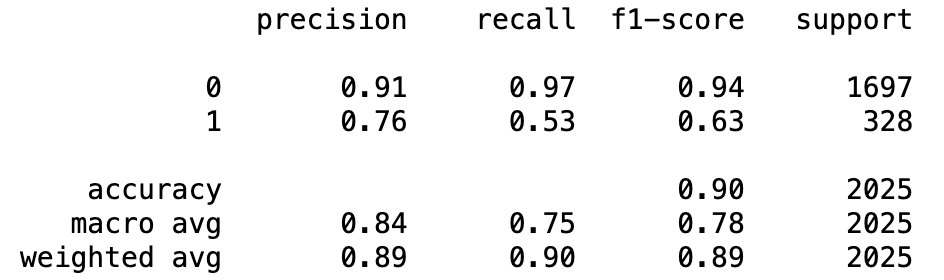 precision recall f1-score support
0 0.91 0.97 0.94 1697
1 0.76 0.53 0.63 328
accuracy 0.90 2025
macro avg 0.84 0.75 0.78 2025
weighted avg 0.89 0.90 0.89 2025